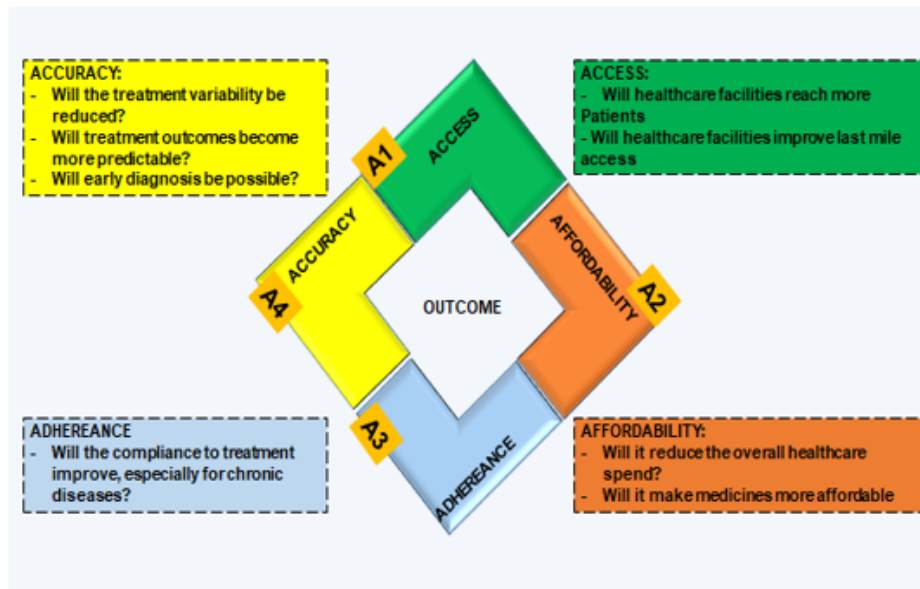 ACCURACY:
- Will the treatment variability be
reduced?
- Will treatment outcomes become
more predictable?
- Will early diagnosis be possible?
ACCESS:
- Will healthcare facilities reach more
Patients
- Will healthcare facilities improve last mile
access
A1
ACCESS
ACCURACY
A4
OUTCOME
AFFORDABILITY
A2
A3
ADHEREANCE
ADHEREANCE
- Will the compliance to treatment
improve, especially for chronic
diseases?
AFFORDABILITY:
- Will it reduce the overall healthcare
spend?
- Will it make medicines more affordable